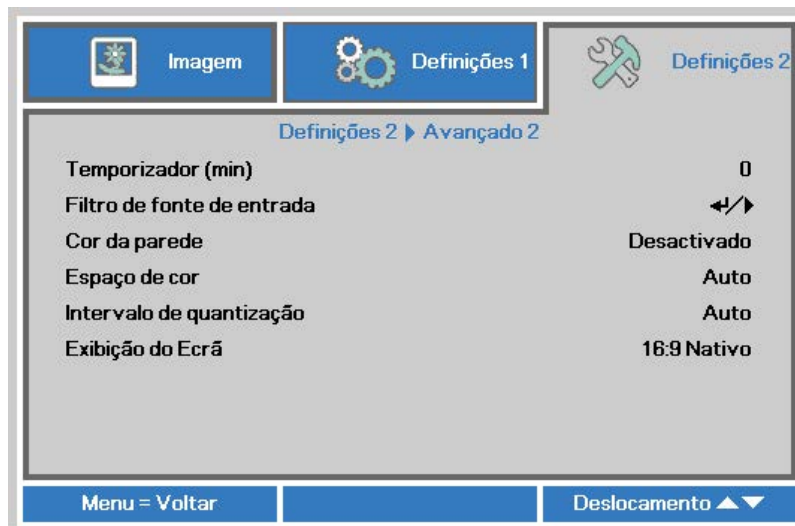 Imagem
Definições 1
Definições 2
Definições 2 ▶ Avançado 2
Temporizador (min) 0
Filtro de fonte de entrada ↵/▶
Cor da parede Desactivado
Espaço de cor Auto
Intervalo de quantização Auto
Exibição do Ecrã 16:9 Nativo
Menu = Voltar
Deslocamento ▲▼